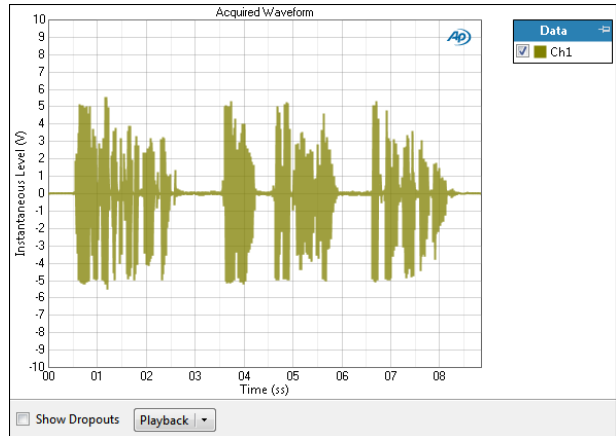 Acquired Waveform
Data
Ch1
Instantaneous Level (V)
10
9
8
7
6
5
4
3
2
1
0
-1
-2
-3
-4
-5
-6
-7
-8
-9
-10
00 01 02 03 04 05 06 07 08
Time (ss)
AP
Show Dropouts Playback